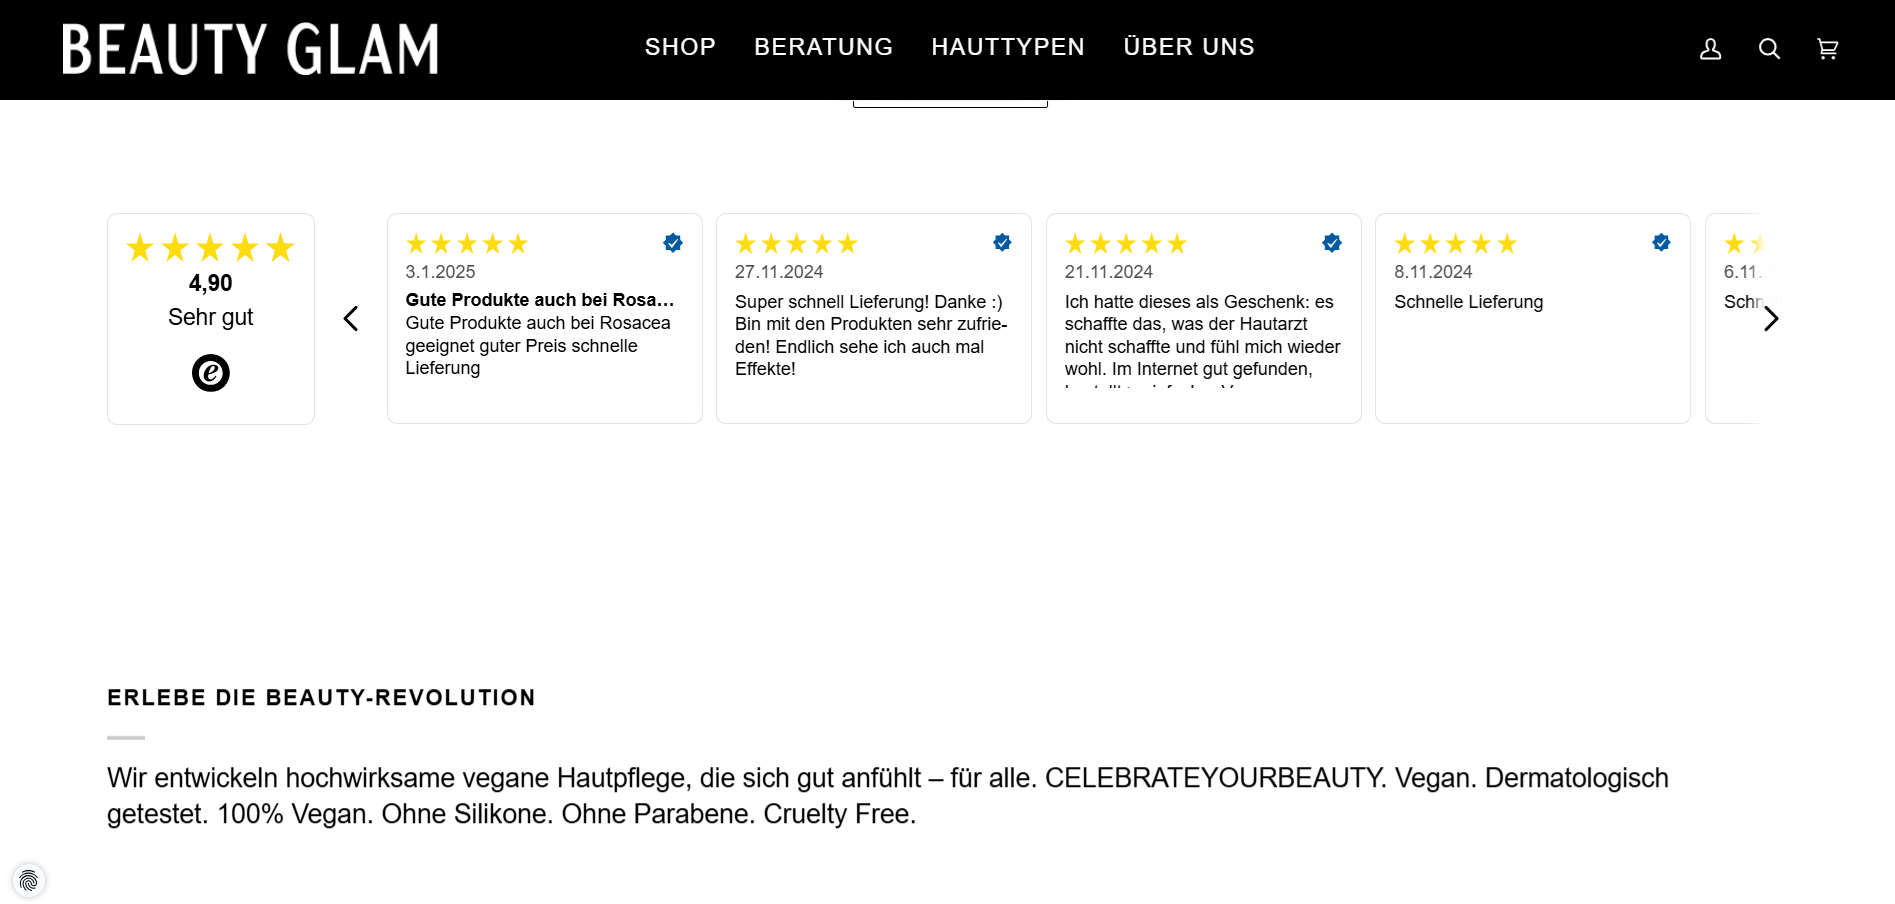 BEAUTY GLAM
SHOP BERATUNG HAUTTYPEN ÜBER UNS
4,90
Sehr gut
3.1.2025
Gute Produkte auch bei Rosa...
Gute Produkte auch bei Rosacea
geeignet guter Preis schnelle
Lieferung
27.11.2024
Super schnell Lieferung! Danke :)
Bin mit den Produkten sehr zufrie-
den! Endlich sehe ich auch mal
Effekte!
21.11.2024
Ich hatte dieses als Geschenk: es
schaffte das, was der Hautarzt
nicht schaffte und fühl mich wieder
wohl. Im Internet gut gefunden,
8.11.2024
Schnelle Lieferung
6.11.
ERLEBE DIE BEAUTY-REVOLUTION
Wir entwickeln hochwirksame vegane Hautpflege, die sich gut anfühlt – für alle. CELEBRATEYOURBEAUTY. Vegan. Dermatologisch
getestet. 100% Vegan. Ohne Silikone. Ohne Parabene. Cruelty Free.